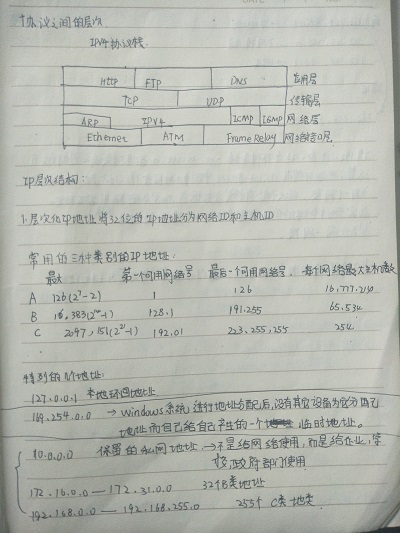 协议之间的层次
IPV4协议栈
Http FTP DNS 应用层
TCP UDP 传输层
ARP IPV4 ICMP IGMP 网络层
Ethernet ATM Frame Relay 网络接口层
IP层次结构:
1.层次化IP地址 将32位的IP地址分为网络ID和主机ID
常用的三种类别的IP地址:
最大 第一个可用网络号 最后一个可用网络号 每个网络最大主机数
A 126(2^7-2) 1 126 16,777,214
B 16,383(2^14-1) 128.1 191.255 65,534
C 2097,151(2^21-1) 192.01 223.255,255 254
特别的IP地址:
127.0.0.1 本地环回地址
169.254.0.0 → Windows系统进行地址分配后,没有其它设备为它分配
地址而自己给自己产生的一个临时地址。
10.0.0.0 保留的私网地址 → 不是给网络使用,而是给企业,学
校,政府部门使用
172.16.0.0 — 172.31.0.0 32个B类地址
192.168.0.0 — 192.168.255.0 255个C类地类